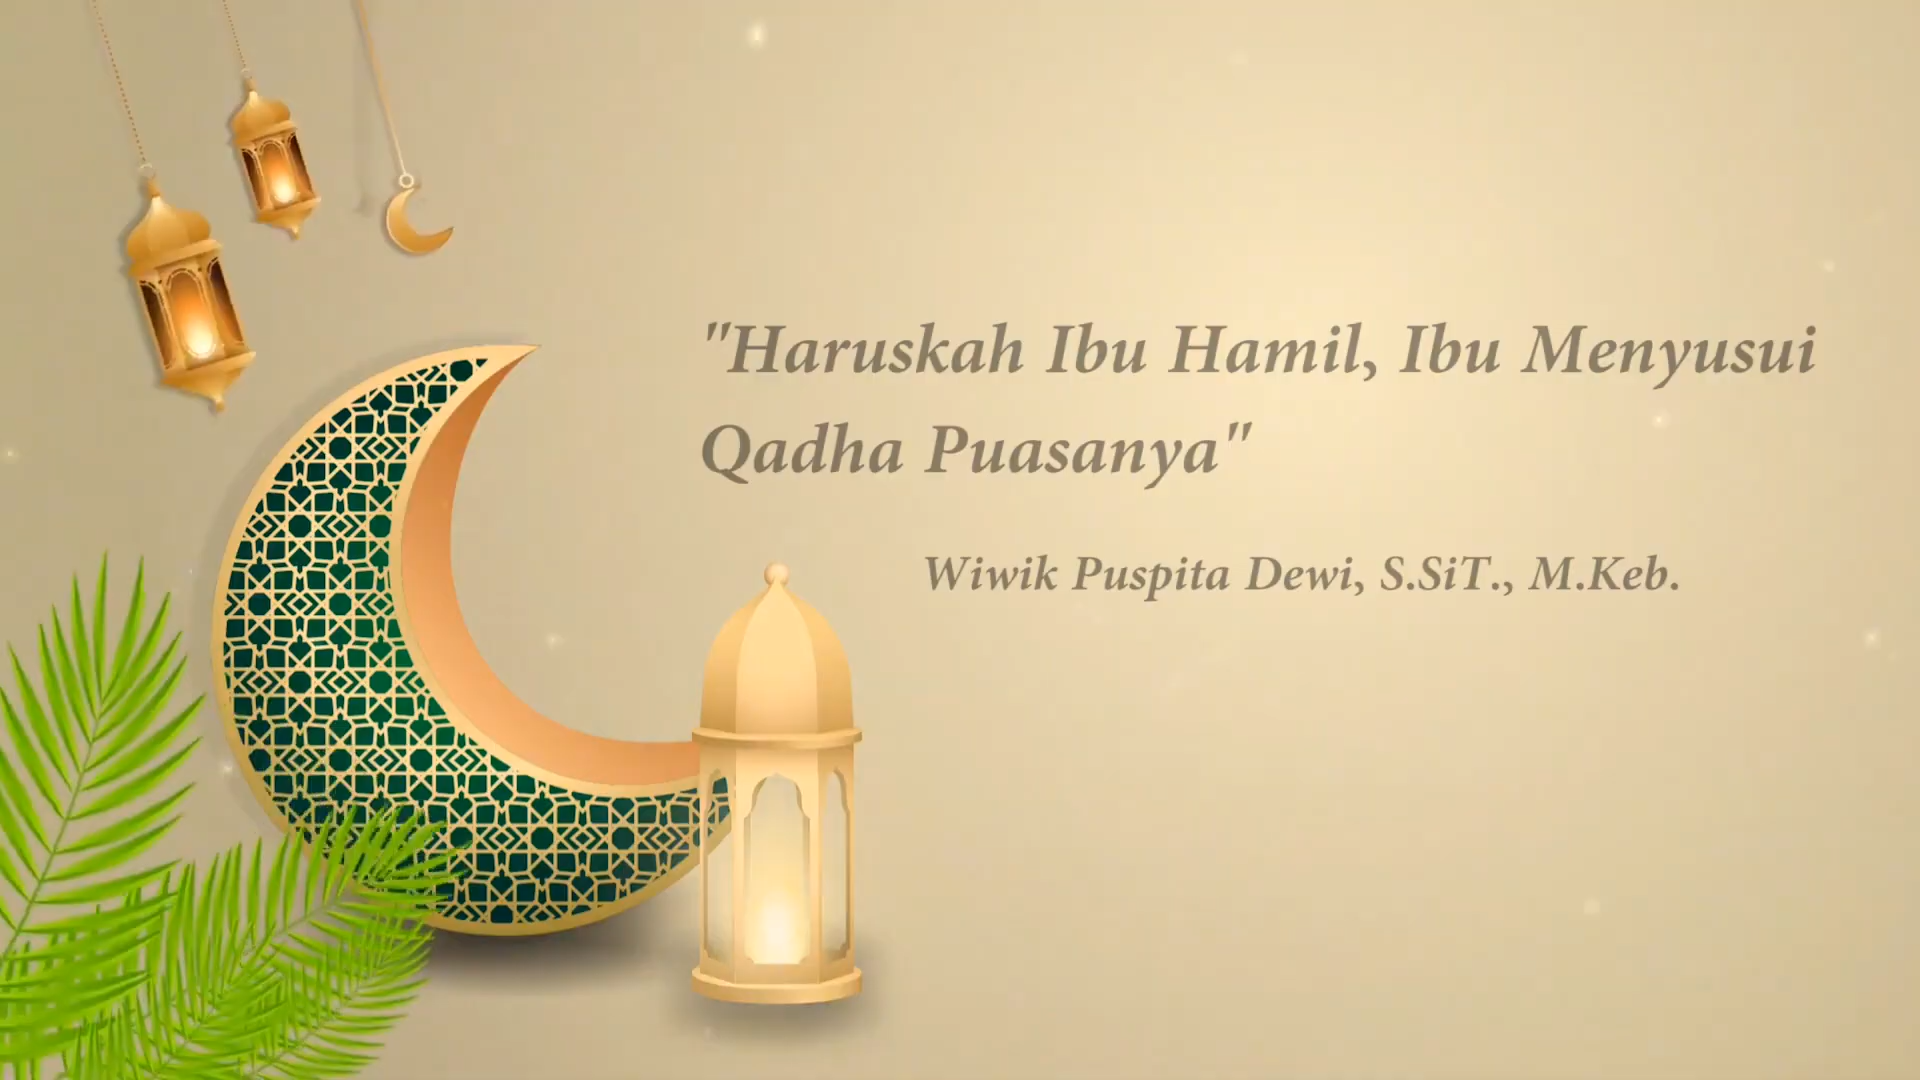 "Haruskah Ibu Hamil, Ibu Menyusui
Qadha Puasanya"
Wiwik Puspita Dewi, S.SiT., M.Keb.